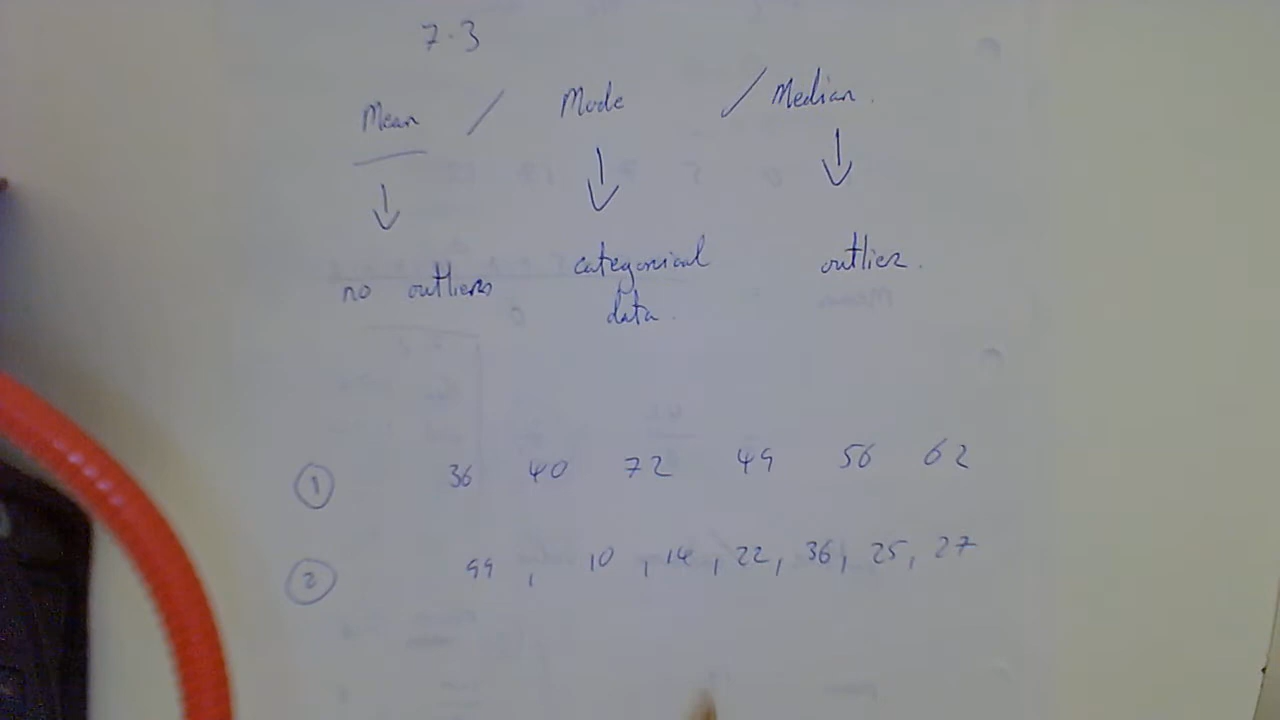 7.3
Mean / Mode / Median.
no outliers categorical data. outlier.
① 36 40 72 49 56 62
② 99, 10, 14, 22, 36, 25, 27